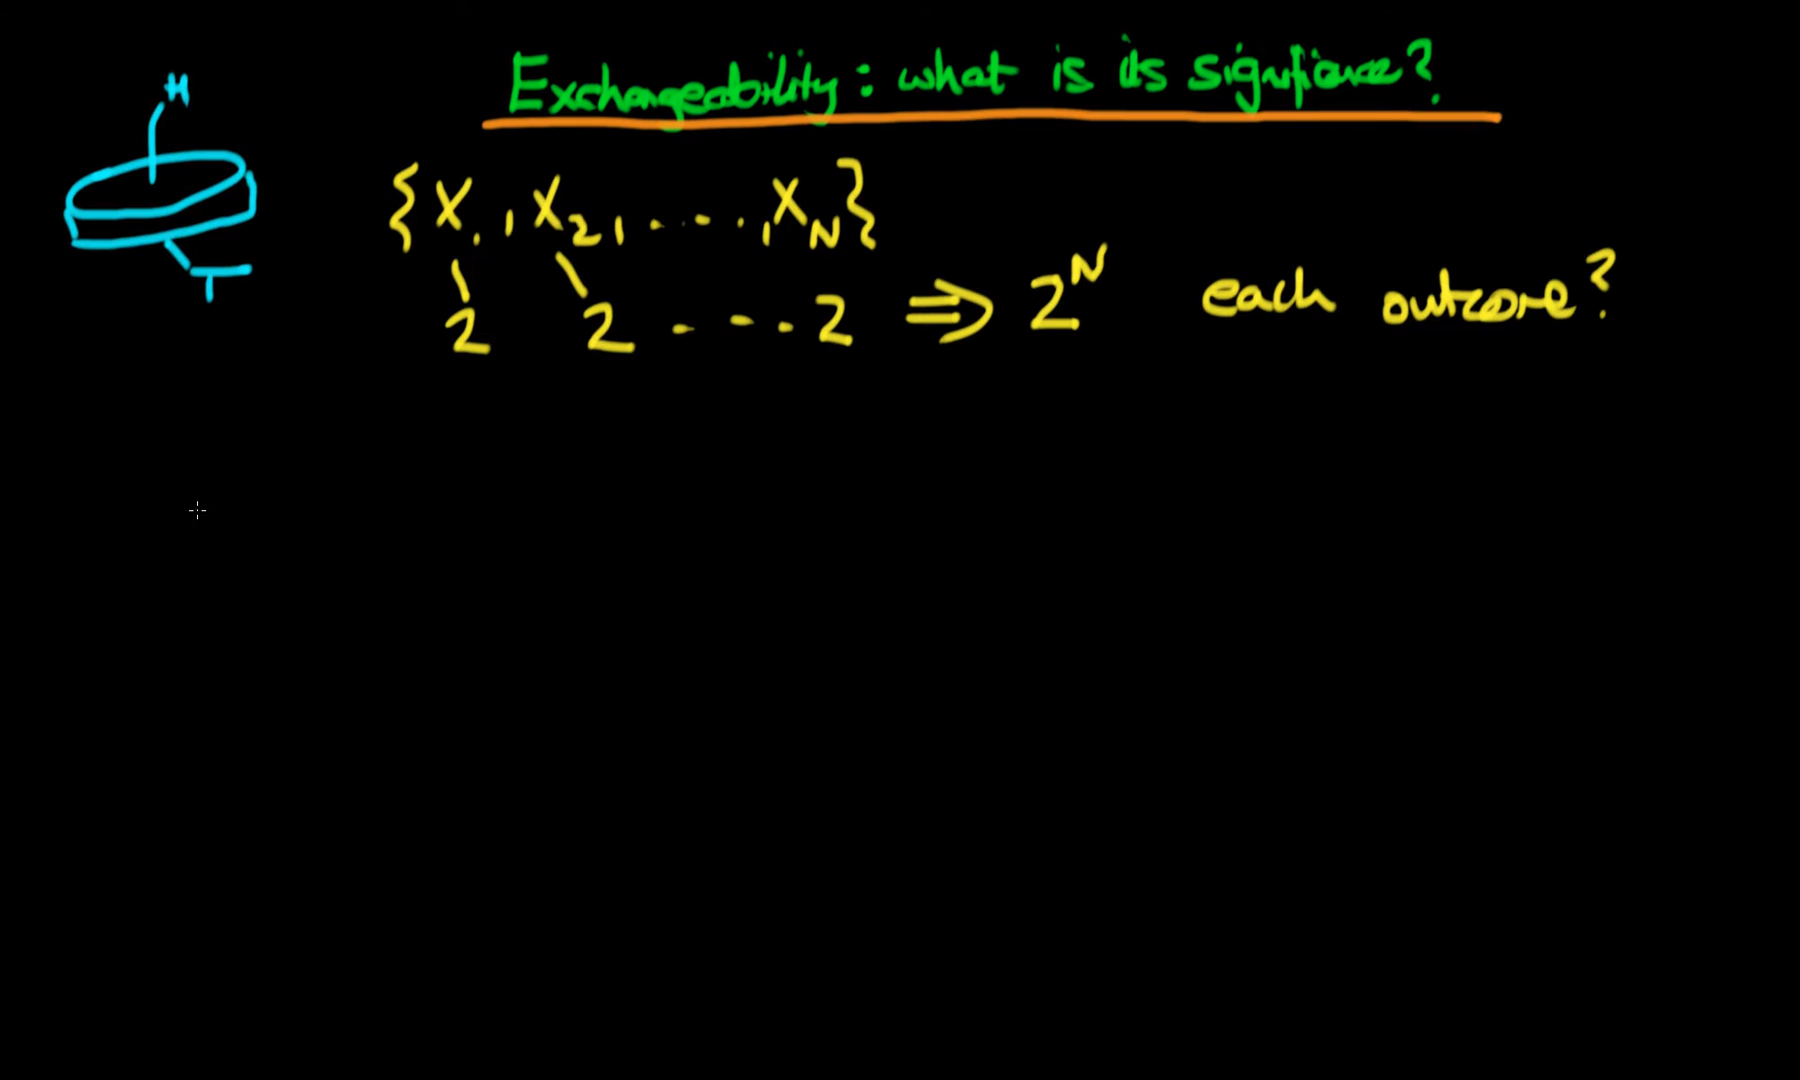 Exchangeability: what is its significance?
H
{X1, X2, ...., XN}
2 2 ... 2 ⇒ 2^N each outcome?
T